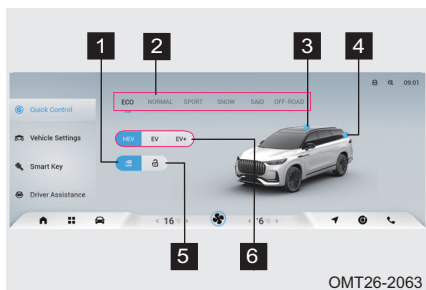 1 2 3 4
09:01
Quick Control
ECO NORMAL SPORT SNOW SAID OFF-ROAD
Vehicle Settings
HEV EV EV+
Smart Key
Driver Assistance
< 16 °C > < 16 °C >
5 6
OMT26-2063